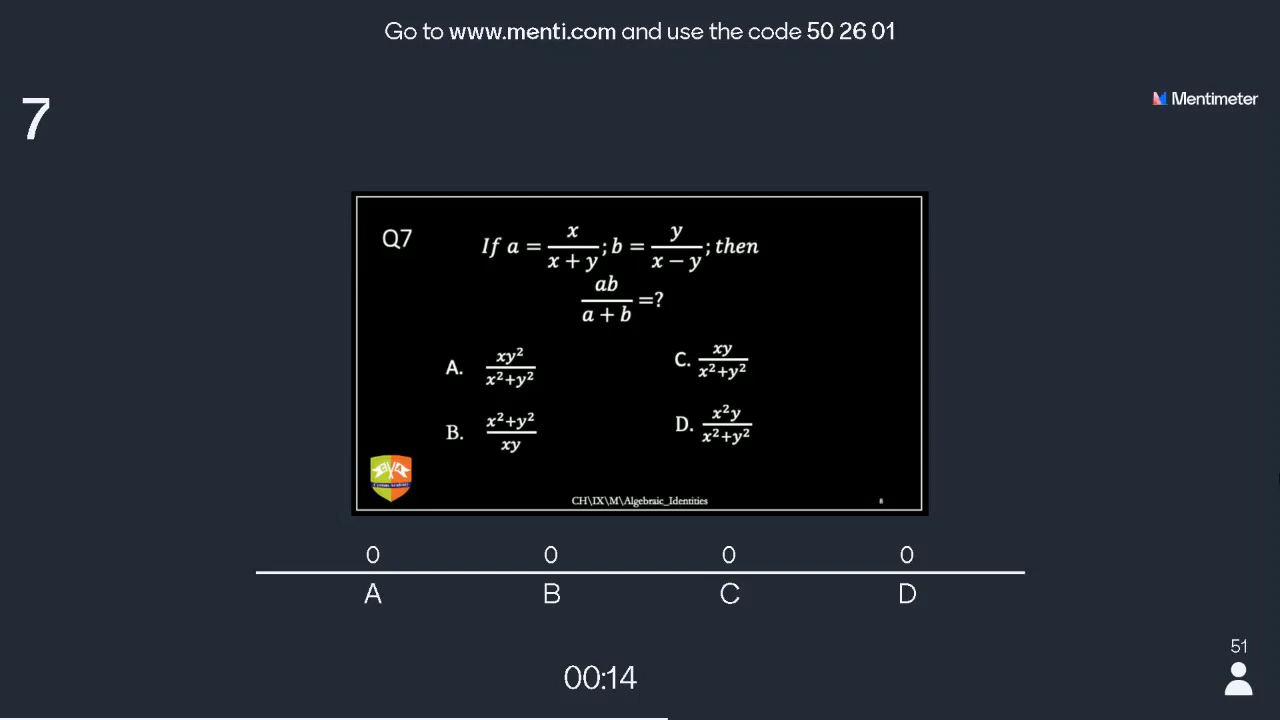 Go to www.menti.com and use the code 50 26 01
7
Mentimeter
Q7
If a = x/(x + y); b = y/(x − y); then
ab/(a + b) =?
A. xy²/(x²+y²)
C. xy/(x²+y²)
B. (x²+y²)/xy
D. x²y/(x²+y²)
CH\IX\M\Algebraic_Identities
8
0 0 0 0
A B C D
51
00:14